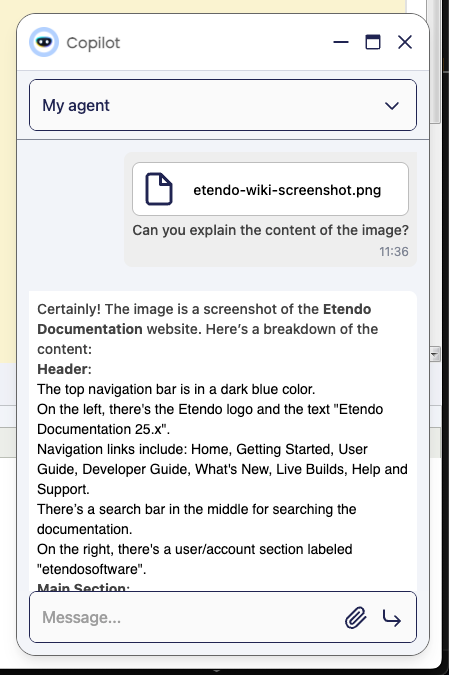 Copilot
My agent
etendo-wiki-screenshot.png
Can you explain the content of the image?
11:36
Certainly! The image is a screenshot of the Etendo
Documentation website. Here's a breakdown of the
content:
Header:
The top navigation bar is in a dark blue color.
On the left, there's the Etendo logo and the text "Etendo
Documentation 25.x".
Navigation links include: Home, Getting Started, User
Guide, Developer Guide, What's New, Live Builds, Help and
Support.
There's a search bar in the middle for searching the
documentation.
On the right, there's a user/account section labeled
"etendosoftware".
Main Section:
Message...